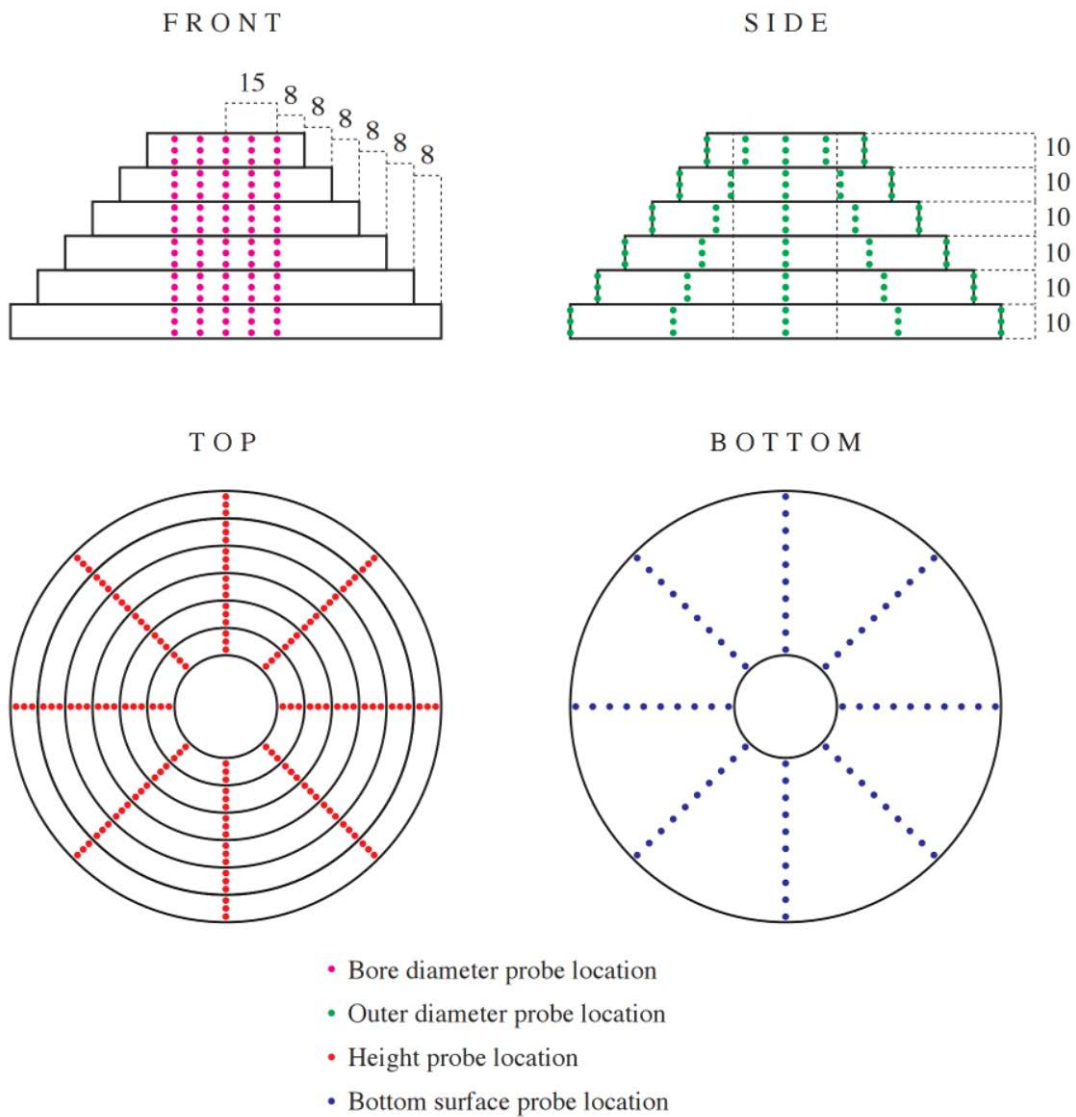 FRONT
SIDE
15
8
8
8
8
8
8
10
10
10
10
10
10
TOP
BOTTOM
Bore diameter probe location
Outer diameter probe location
Height probe location
Bottom surface probe location